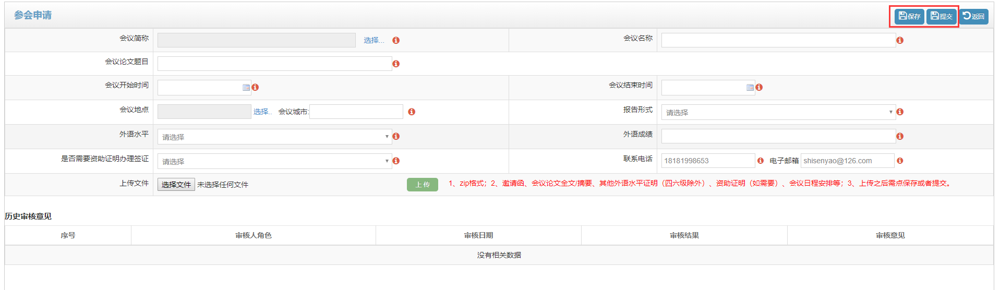 参会申请
保存 提交 返回
会议简称 选择... 会议名称
会议论文题目
会议开始时间 会议结束时间
会议地点 选择.. 会议城市: 报告形式 请选择
外语水平 请选择 外语成绩
是否需要资助证明办理签证 请选择 联系电话 18181998653 电子邮箱 shisenyao@126.com
上传文件 选择文件 未选择任何文件 上 传 1、zip格式；2、邀请函、会议论文全文/摘要、其他外语水平证明（四六级除外）、资助证明（如需要）、会议日程安排等；3、上传之后需点保存或者提交。
历史审核意见
序号 审核人角色 审核日期 审核结果 审核意见
没有相关数据